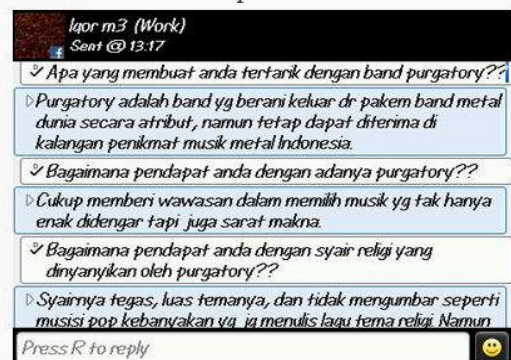 Iqor m3 (Work)
Sent @ 13:17
Apa yang membuat anda tertarik dengan band purgatory??
Purgatory adalah band yg berani keluar dr pakem band metal
dunia secara atribut, namun tetap dapat diterima di
kalangan penikmat musik metal Indonesia.
Bagaimana pendapat anda dengan adanya purgatory??
Cukup memberi wawasan dalam memilih musik yg tak hanya
enak didengar tapi juga sarat makna.
Bagaimana pendapat anda dengan syair religi yang
dinyanyikan oleh purgatory??
Syairnya tegas, luas temanya, dan tidak mengumbar seperti
musisi pop kebanyakan yg jg menulis lagu tema religi. Namun
Press R to reply